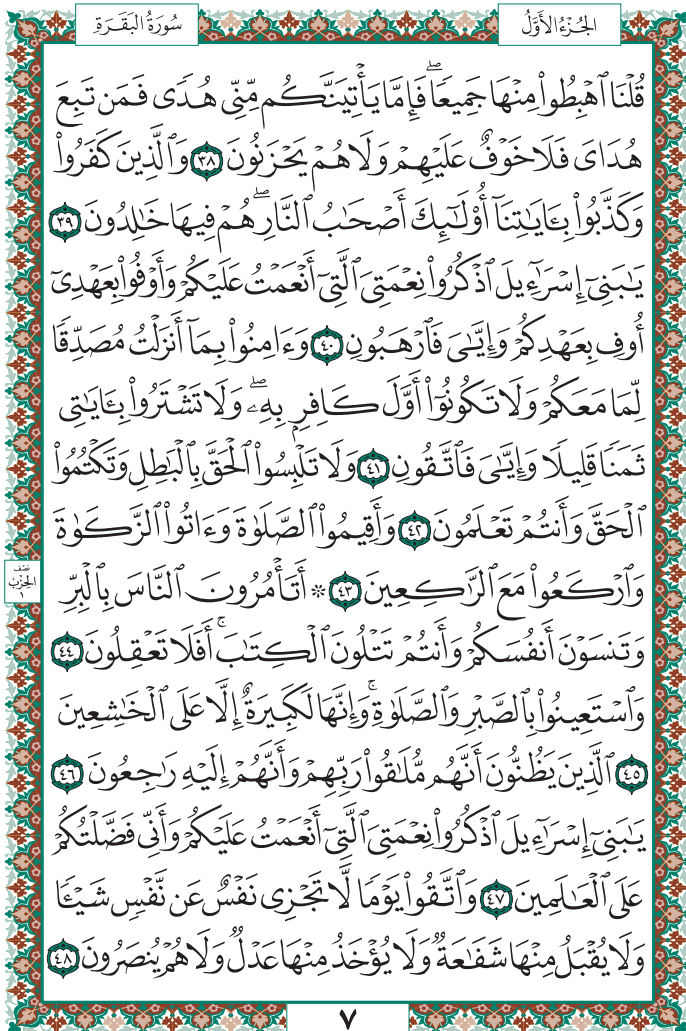 الجُزْءُ الأَوَّلُ
سُورَةُ البَقَرَةِ
قُلْنَا ٱهْبِطُوا۟ مِنْهَا جَمِيعًاۖ فَإِمَّا يَأْتِيَنَّكُم مِّنِّى هُدًى فَمَن تَبِعَ
هُدَاىَ فَلَا خَوْفٌ عَلَيْهِمْ وَلَا هُمْ يَحْزَنُونَ ٣٨ وَٱلَّذِينَ كَفَرُوا۟
وَكَذَّبُوا۟ بِـَٔايَٰتِنَآ أُو۟لَٰٓئِكَ أَصْحَٰبُ ٱلنَّارِۖ هُمْ فِيهَا خَٰلِدُونَ ٣٩
يَٰبَنِىٓ إِسْرَٰٓءِيلَ ٱذْكُرُوا۟ نِعْمَتِىَ ٱلَّتِىٓ أَنْعَمْتُ عَلَيْكُمْ وَأَوْفُوا۟ بِعَهْدِىٓ
أُوفِ بِعَهْدِكُمْ وَإِيَّٰىَ فَٱرْهَبُونِ ٤٠ وَءَامِنُوا۟ بِمَآ أَنزَلْتُ مُصَدِّقًا
لِّمَا مَعَكُمْ وَلَا تَكُونُوٓا۟ أَوَّلَ كَافِرٍۭ بِهِۦۖ وَلَا تَشْتَرُوا۟ بِـَٔايَٰتِى
ثَمَنًا قَلِيلًا وَإِيَّٰىَ فَٱتَّقُونِ ٤١ وَلَا تَلْبِسُوا۟ ٱلْحَقَّ بِٱلْبَٰطِلِ وَتَكْتُمُوا۟
ٱلْحَقَّ وَأَنتُمْ تَعْلَمُونَ ٤٢ وَأَقِيمُوا۟ ٱلصَّلَوٰةَ وَءَاتُوا۟ ٱلزَّكَوٰةَ
وَٱرْكَعُوا۟ مَعَ ٱلرَّٰكِعِينَ ٤٣ ۞ أَتَأْمُرُونَ ٱلنَّاسَ بِٱلْبِرِّ
نصف
الحزب
١
وَتَنسَوْنَ أَنفُسَكُمْ وَأَنتُمْ تَتْلُونَ ٱلْكِتَٰبَۚ أَفَلَا تَعْقِلُونَ ٤٤
وَٱسْتَعِينُوا۟ بِٱلصَّبْرِ وَٱلصَّلَوٰةِۚ وَإِنَّهَا لَكَبِيرَةٌ إِلَّا عَلَى ٱلْخَٰشِعِينَ
٤٥ ٱلَّذِينَ يَظُنُّونَ أَنَّهُم مُّلَٰقُوا۟ رَبِّهِمْ وَأَنَّهُمْ إِلَيْهِ رَٰجِعُونَ ٤٦
يَٰبَنِىٓ إِسْرَٰٓءِيلَ ٱذْكُرُوا۟ نِعْمَتِىَ ٱلَّتِىٓ أَنْعَمْتُ عَلَيْكُمْ وَأَنِّى فَضَّلْتُكُمْ
عَلَى ٱلْعَٰلَمِينَ ٤٧ وَٱتَّقُوا۟ يَوْمًا لَّا تَجْزِى نَفْسٌ عَن نَّفْسٍ شَيْـًٔا
وَلَا يُقْبَلُ مِنْهَا شَفَٰعَةٌ وَلَا يُؤْخَذُ مِنْهَا عَدْلٌ وَلَا هُمْ يُنصَرُونَ ٤٨
٧